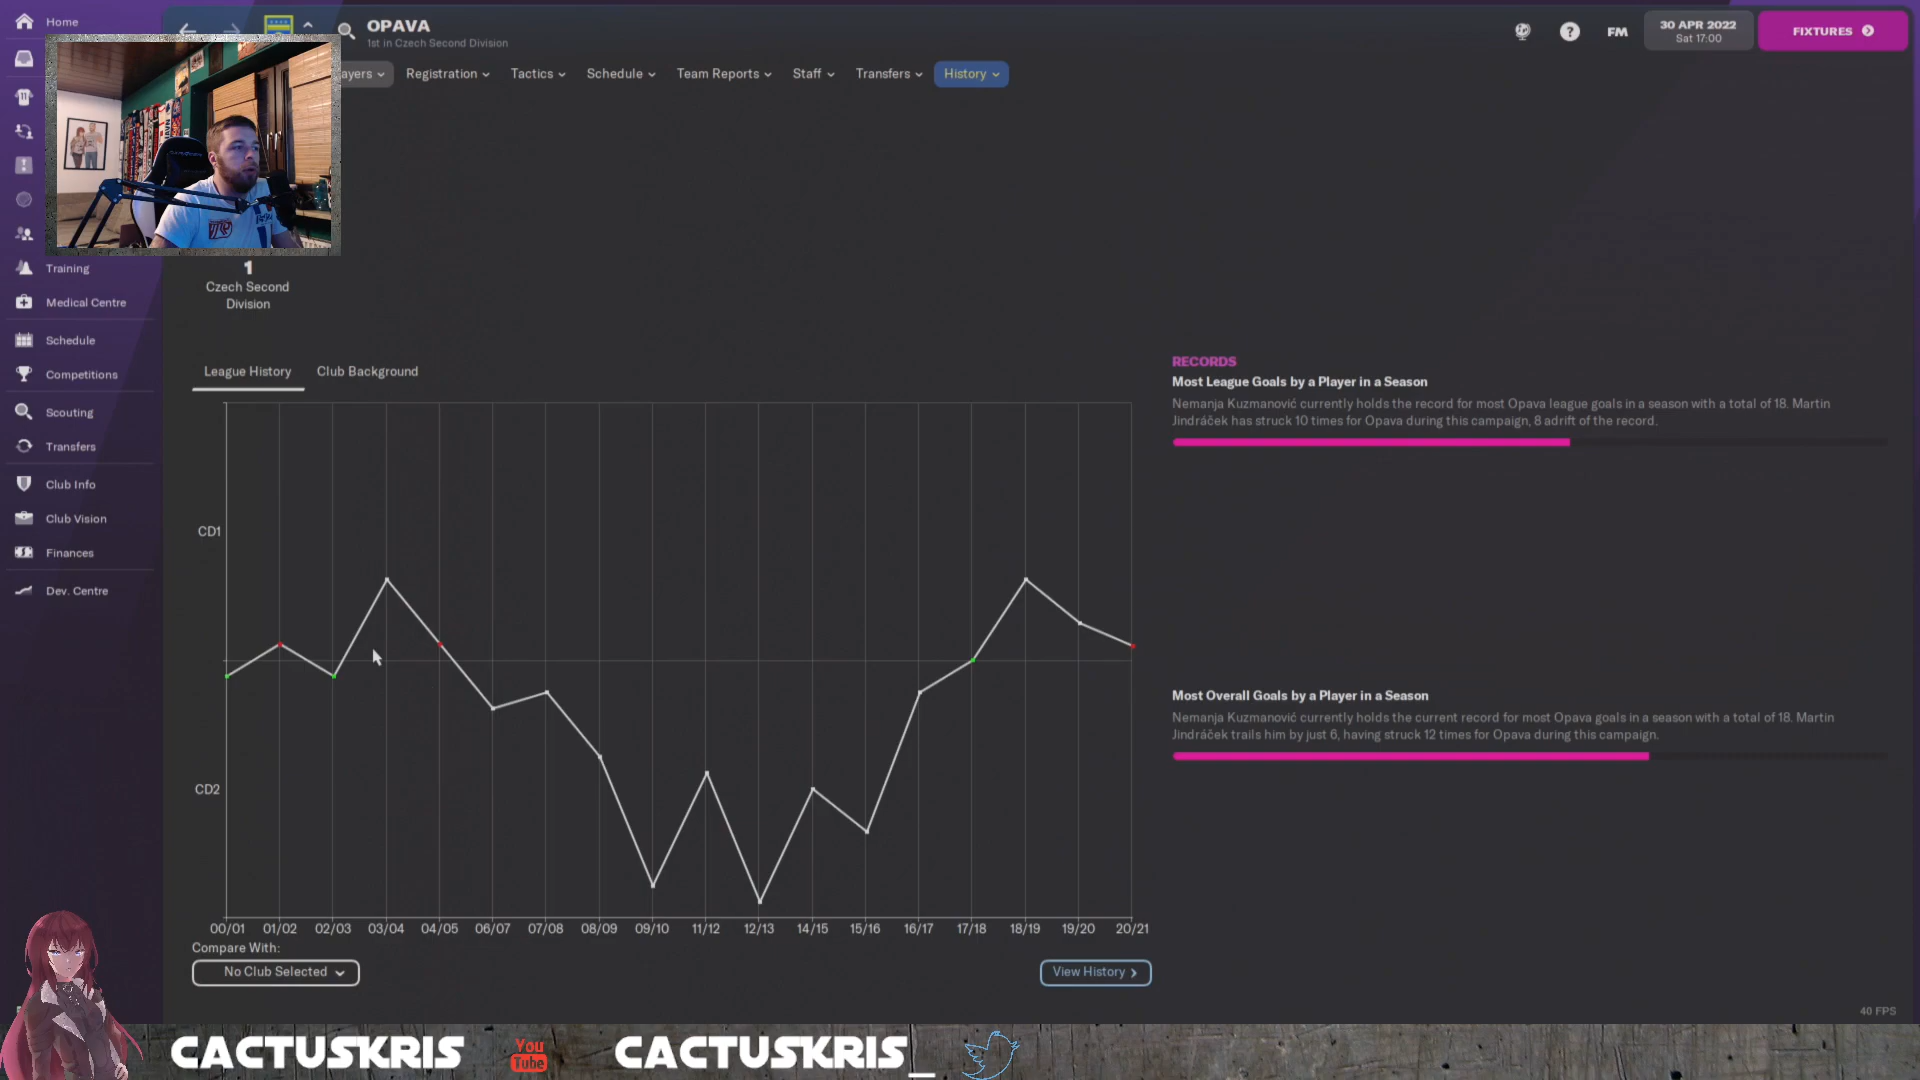 Home
OPAVA
1st in Czech Second Division
FM
30 APR 2022
Sat 17:00
FIXTURES
Registration
Tactics
Schedule
Team Reports
Staff
Transfers
History
1
Czech Second
Division
Training
Medical Centre
Schedule
Competitions
Scouting
Transfers
Club Info
Club Vision
Finances
Dev. Centre
League History
Club Background
CD1
CD2
00/01 01/02 02/03 03/04 04/05 06/07 07/08 08/09 09/10 11/12 12/13 14/15 15/16 16/17 17/18 18/19 19/20 20/21
Compare With:
No Club Selected
View History
RECORDS
Most League Goals by a Player in a Season
Nemanja Kuzmanović currently holds the record for most Opava league goals in a season with a total of 18. Martin
Jindráček has struck 10 times for Opava during this campaign, 8 adrift of the record.
Most Overall Goals by a Player in a Season
Nemanja Kuzmanović currently holds the current record for most Opava goals in a season with a total of 18. Martin
Jindráček trails him by just 6, having struck 12 times for Opava during this campaign.
40 FPS
CACTUSKRIS
You
Tube
CACTUSKRIS_